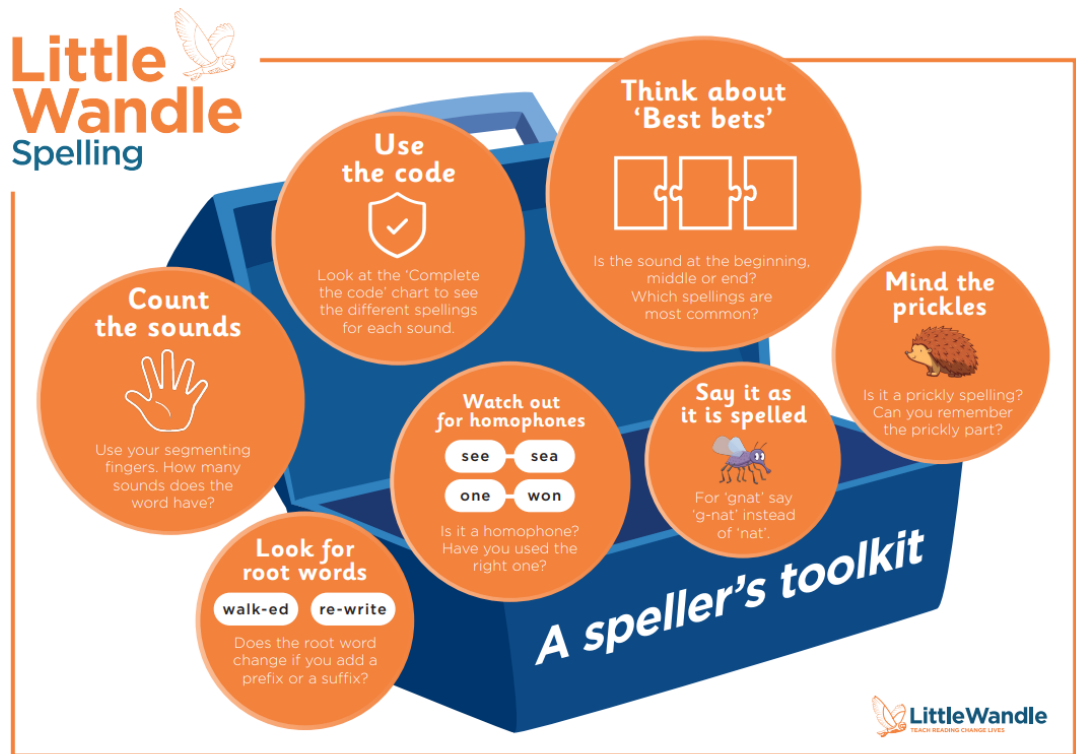 Little
Wandle
Spelling
Think about
'Best bets'
Is the sound at the beginning,
middle or end?
Which spellings are
most common?
Use
the code
Look at the 'Complete
the code' chart to see
the different spellings
for each sound.
Mind the
prickles
Is it a prickly spelling?
Can you remember
the prickly part?
Count
the sounds
Use your segmenting
fingers. How many
sounds does the
word have?
Watch out
for homophones
see sea
one won
Is it a homophone?
Have you used the
right one?
Say it as
it is spelled
For 'gnat' say
'g-nat' instead
of 'nat'.
Look for
root words
walk-ed re-write
Does the root word
change if you add a
prefix or a suffix?
A speller's toolkit
LittleWandle
TEACH READING CHANGE LIVES